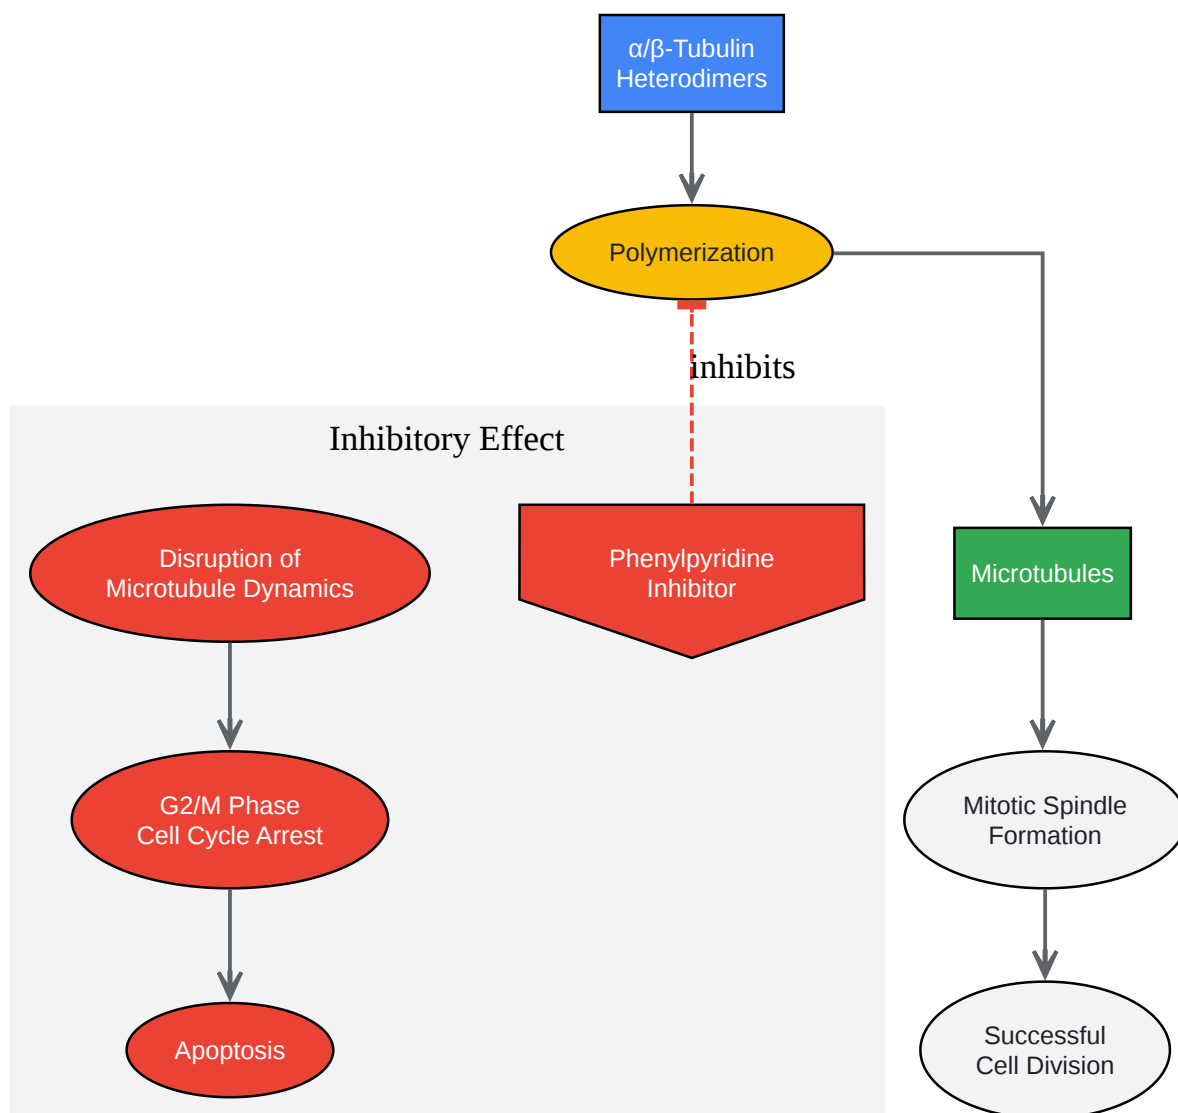 α/β-Tubulin
Heterodimers
Polymerization
inhibits
Inhibitory Effect
Disruption of
Microtubule Dynamics
Phenylpyridine
Inhibitor
Microtubules
G2/M Phase
Cell Cycle Arrest
Mitotic Spindle
Formation
Apoptosis
Successful
Cell Division